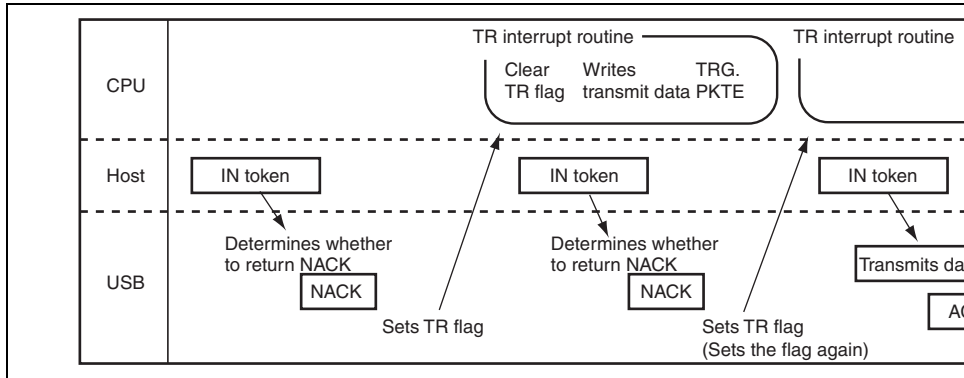 TR interrupt routine
TR interrupt routine
CPU
Clear Writes TRG.
TR flag transmit data PKTE
Host
IN token
IN token
IN token
USB
Determines whether
to return NACK
NACK
Sets TR flag
Determines whether
to return NACK
NACK
Sets TR flag
(Sets the flag again)
Transmits